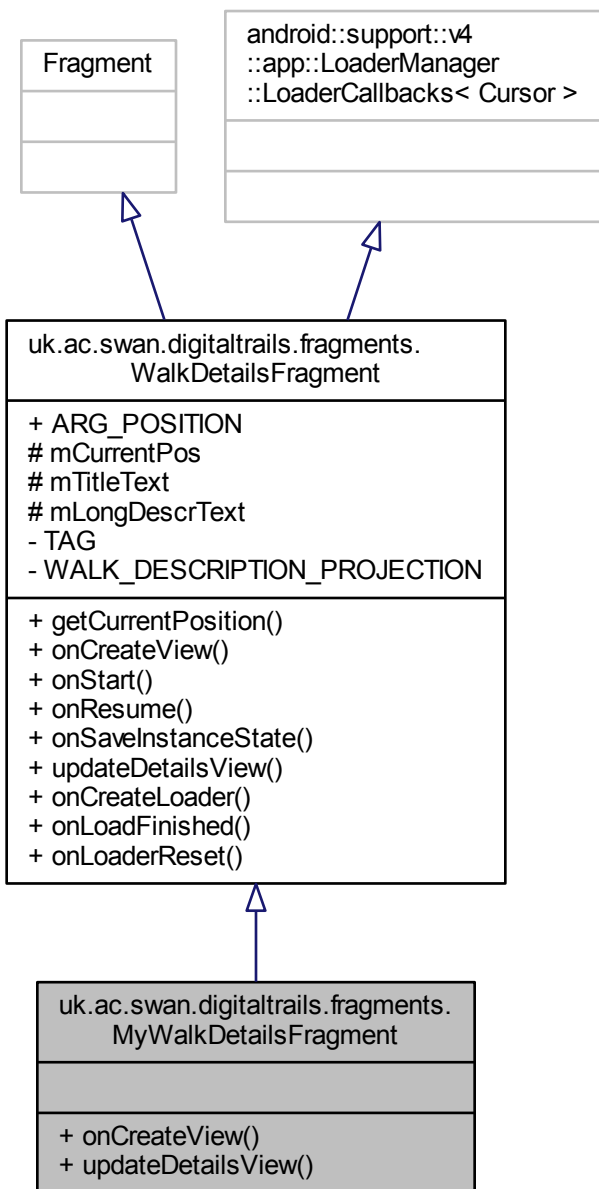 Fragment
android::support::v4
::app::LoaderManager
::LoaderCallbacks< Cursor >
uk.ac.swan.digitaltrails.fragments.
WalkDetailsFragment
+ ARG_POSITION
# mCurrentPos
# mTitleText
# mLongDescrText
- TAG
- WALK_DESCRIPTION_PROJECTION
+ getCurrentPosition()
+ onCreateView()
+ onStart()
+ onResume()
+ onSaveInstanceState()
+ updateDetailsView()
+ onCreateLoader()
+ onLoadFinished()
+ onLoaderReset()
uk.ac.swan.digitaltrails.fragments.
MyWalkDetailsFragment
+ onCreateView()
+ updateDetailsView()